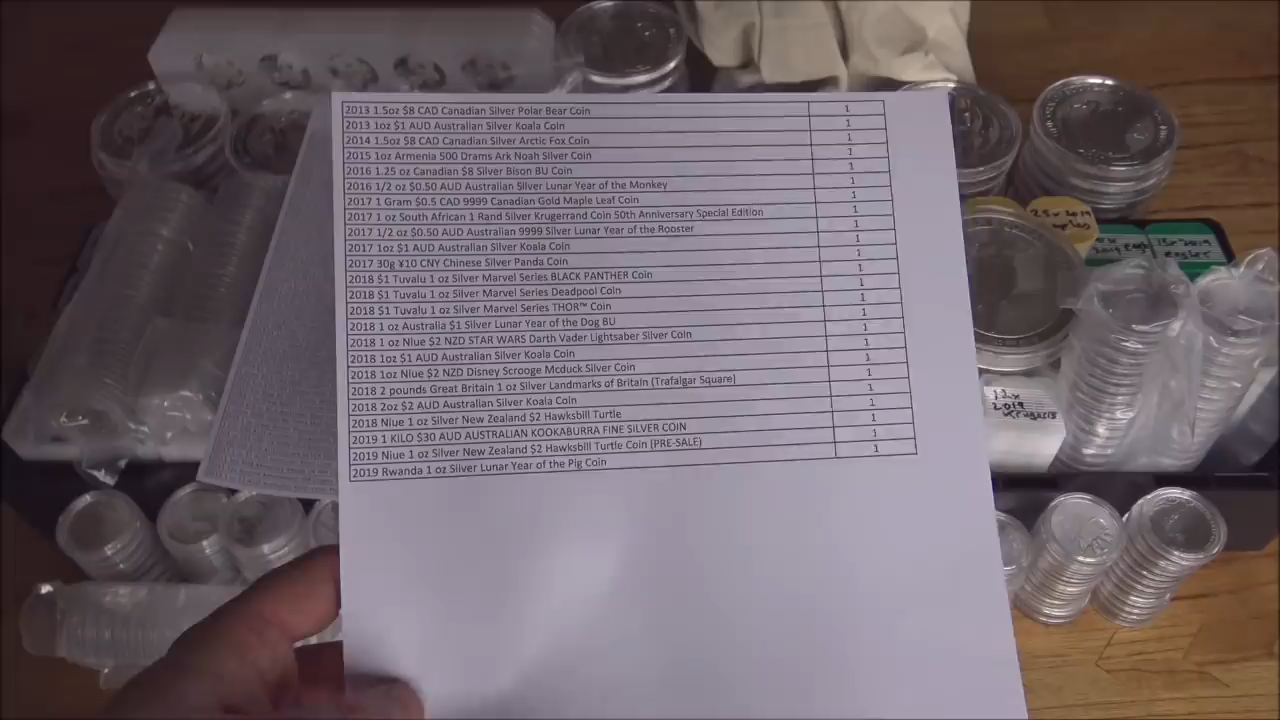 2013 1.5oz $8 CAD Canadian Silver Polar Bear Coin 1
2013 1oz $1 AUD Australian Silver Koala Coin 1
2014 1.5oz $8 CAD Canadian Silver Arctic Fox Coin 1
2015 1oz Armenia 500 Drams Ark Noah Silver Coin 1
2016 1.25 oz Canadian $8 Silver Bison BU Coin 1
2016 1/2 oz $0.50 AUD Australian Silver Lunar Year of the Monkey 1
2017 1 Gram $0.5 CAD 9999 Canadian Gold Maple Leaf Coin 1
2017 1 oz South African 1 Rand Silver Krugerrand Coin 50th Anniversary Special Edition 1
2017 1/2 oz $0.50 AUD Australian 9999 Silver Lunar Year of the Rooster 1
2017 1oz $1 AUD Australian Silver Koala Coin 1
2017 30g ¥10 CNY Chinese Silver Panda Coin 1
2018 $1 Tuvalu 1 oz Silver Marvel Series BLACK PANTHER Coin 1
2018 $1 Tuvalu 1 oz Silver Marvel Series Deadpool Coin 1
2018 $1 Tuvalu 1 oz Silver Marvel Series THOR™ Coin 1
2018 1 oz Australia $1 Silver Lunar Year of the Dog BU 1
2018 1 oz Niue $2 NZD STAR WARS Darth Vader Lightsaber Silver Coin 1
2018 1oz $1 AUD Australian Silver Koala Coin 1
2018 1oz Niue $2 NZD Disney Scrooge Mcduck Silver Coin 1
2018 2 pounds Great Britain 1 oz Silver Landmarks of Britain (Trafalgar Square) 1
2018 2oz $2 AUD Australian Silver Koala Coin 1
2018 Niue 1 oz Silver New Zealand $2 Hawksbill Turtle 1
2019 1 KILO $30 AUD AUSTRALIAN KOOKABURRA FINE SILVER COIN 1
2019 Niue 1 oz Silver New Zealand $2 Hawksbill Turtle Coin (PRE-SALE) 1
2019 Rwanda 1 oz Silver Lunar Year of the Pig Coin 1
25x 2019
2019
eagles
2019
Krugers